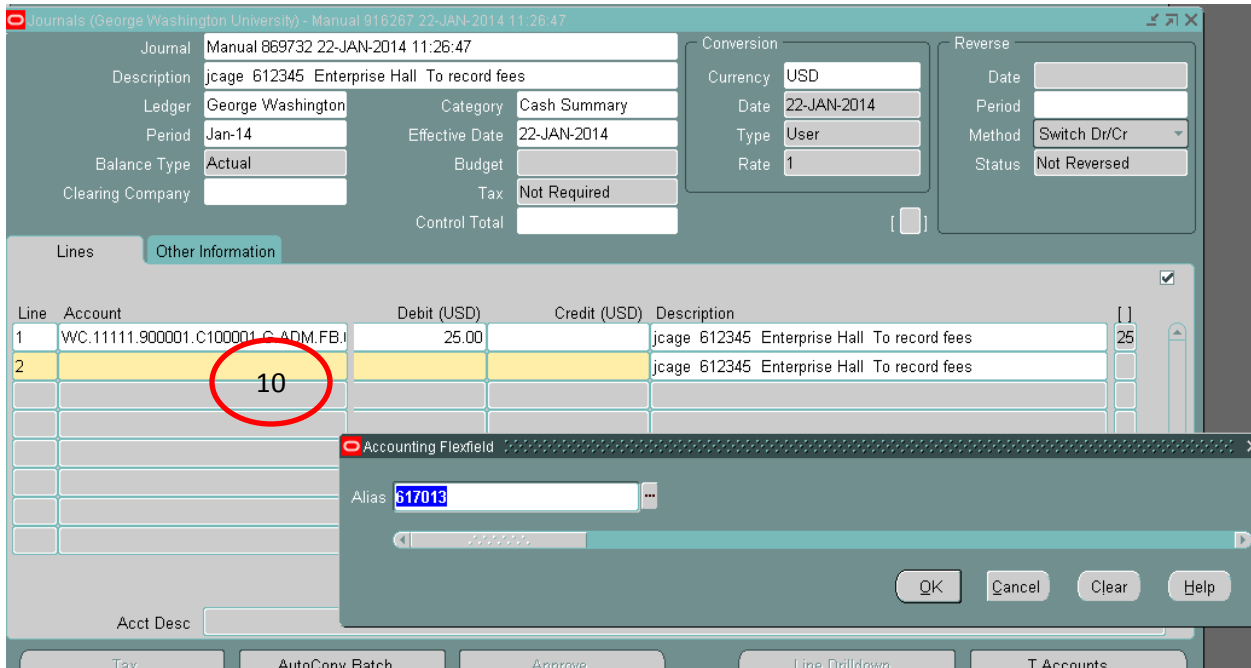 Journals (George Washington University) - Manual 916267 22-JAN-2014 11:26:47
Journal Manual 869732 22-JAN-2014 11:26:47
Description jcage 612345 Enterprise Hall To record fees
Ledger George Washington Category Cash Summary
Period Jan-14 Effective Date 22-JAN-2014
Balance Type Actual Budget
Clearing Company Tax Not Required
Control Total
Conversion
Currency USD
Date 22-JAN-2014
Type User
Rate 1
[ ]
Reverse
Date
Period
Method Switch Dr/Cr
Status Not Reversed
Lines Other Information
Line Account Debit (USD) Credit (USD) Description [ ]
1 WC.11111.900001.C100001.G.ADM.FB. 25.00 jcage 612345 Enterprise Hall To record fees 25
2 jcage 612345 Enterprise Hall To record fees
10
Accounting Flexfield
Alias 617013 ...
OK Cancel Clear Help
Acct Desc
Tax AutoCopy Batch Approve Line Drilldown T Accounts